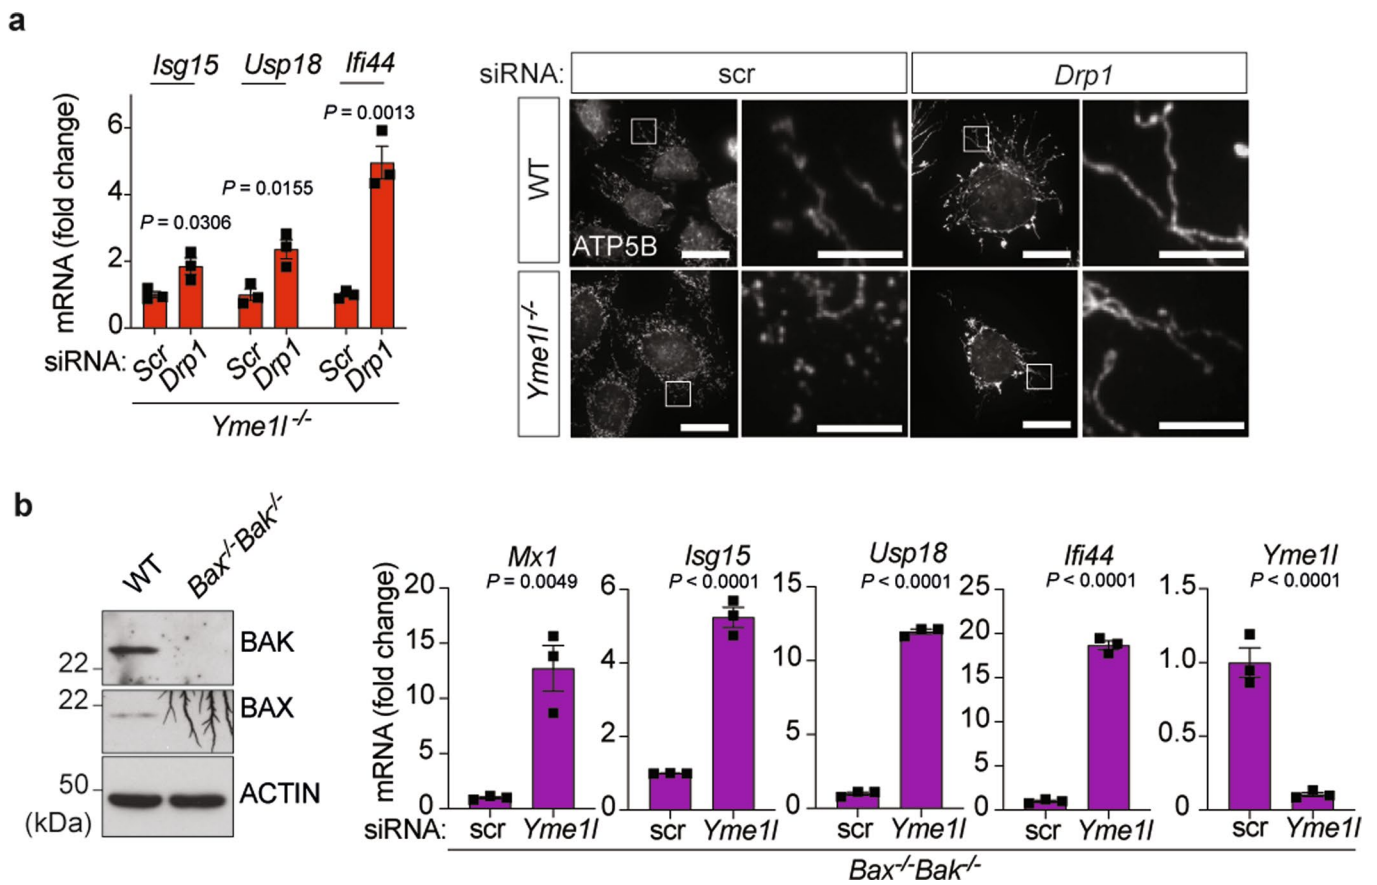 a
Isg15 Usp18 Ifi44
mRNA (fold change)
6
4
2
0
P = 0.0306
P = 0.0155
P = 0.0013
siRNA: Scr Drp1 Scr Drp1 Scr Drp1
Yme1l -/-
siRNA: scr Drp1
WT
Yme1l -/-
ATP5B
b
WT Bax-/-Bak-/-
22 BAK
22 BAX
50 ACTIN
(kDa)
mRNA (fold change)
Mx1
P = 0.0049
20
15
10
5
0
Isg15
P < 0.0001
6
4
2
0
Usp18
P < 0.0001
15
10
5
0
Ifi44
P < 0.0001
25
20
15
10
5
0
Yme1l
P < 0.0001
1.5
1.0
0.5
0
siRNA: scr Yme1l scr Yme1l scr Yme1l scr Yme1l scr Yme1l
Bax-/-Bak-/-